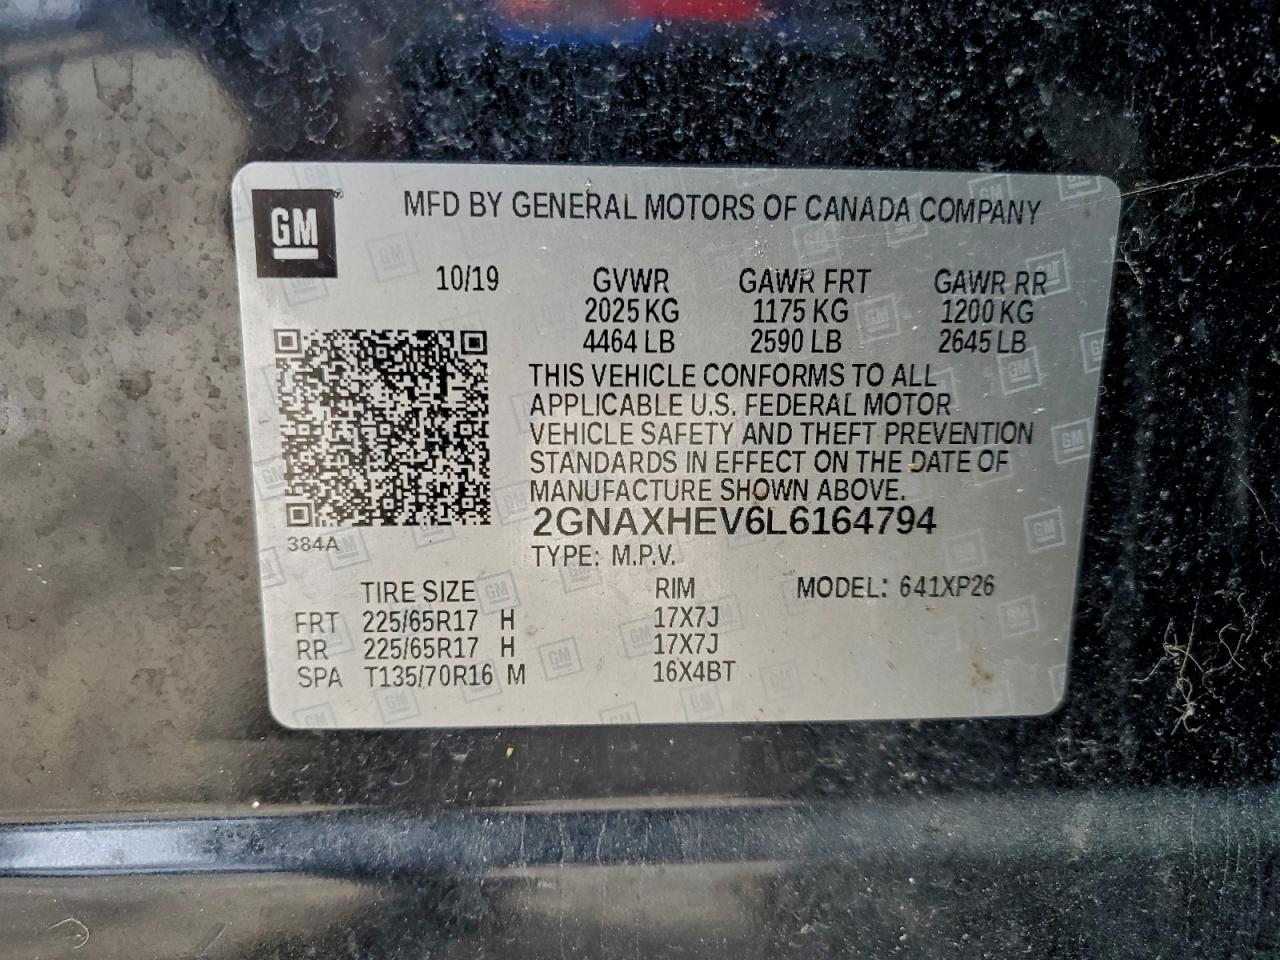 GM
MFD BY GENERAL MOTORS OF CANADA COMPANY
10/19 GVWR GAWR FRT GAWR RR
2025 KG 1175 KG 1200 KG
4464 LB 2590 LB 2645 LB
THIS VEHICLE CONFORMS TO ALL
APPLICABLE U.S. FEDERAL MOTOR
VEHICLE SAFETY AND THEFT PREVENTION
STANDARDS IN EFFECT ON THE DATE OF
MANUFACTURE SHOWN ABOVE.
2GNAXHEV6L6164794
384A
TYPE: M.P.V.
TIRE SIZE RIM MODEL: 641XP26
FRT 225/65R17 H 17X7J
RR 225/65R17 H 17X7J
SPA T135/70R16 M 16X4BT